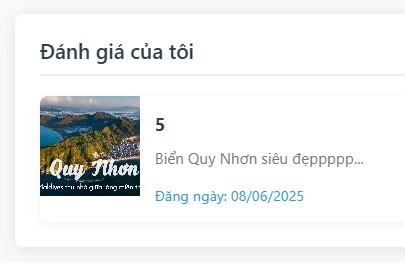 Đánh giá của tôi
5
Quy Nhơn
Biển Quy Nhơn siêu đẹppppp...
Đăng ngày: 08/06/2025